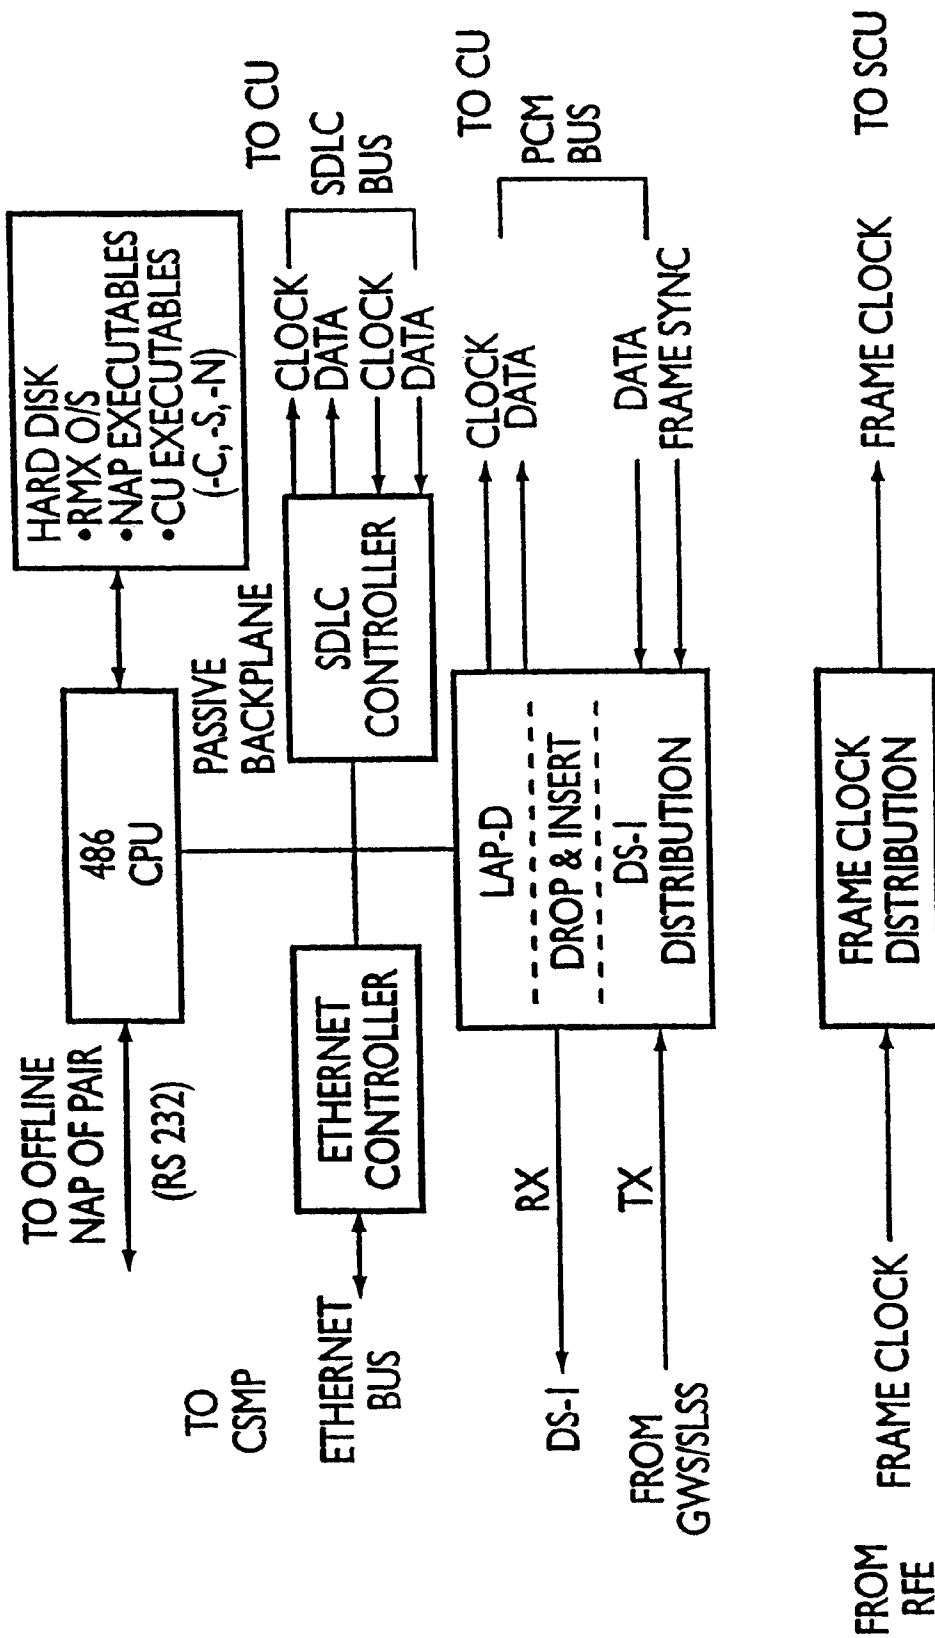 TO OFFLINE
NAP OF PAIR
(RS 232)
486
CPU
HARD DISK
•RMX O/S
•NAP EXECUTABLES
•CU EXECUTABLES
(-C, -S, -N)
PASSIVE
BACKPLANE
TO
CSMP
ETHERNET
BUS
ETHERNET
CONTROLLER
SDLC
CONTROLLER
CLOCK
DATA
CLOCK
DATA
TO CU
SDLC
BUS
DS-1
RX
TX
FROM
GWS/SLSS
LAP-D
DROP & INSERT
DS-1
DISTRIBUTION
CLOCK
DATA
DATA
FRAME SYNC
TO CU
PCM
BUS
FROM
RFE
FRAME CLOCK
FRAME CLOCK
DISTRIBUTION
FRAME CLOCK
TO SCU